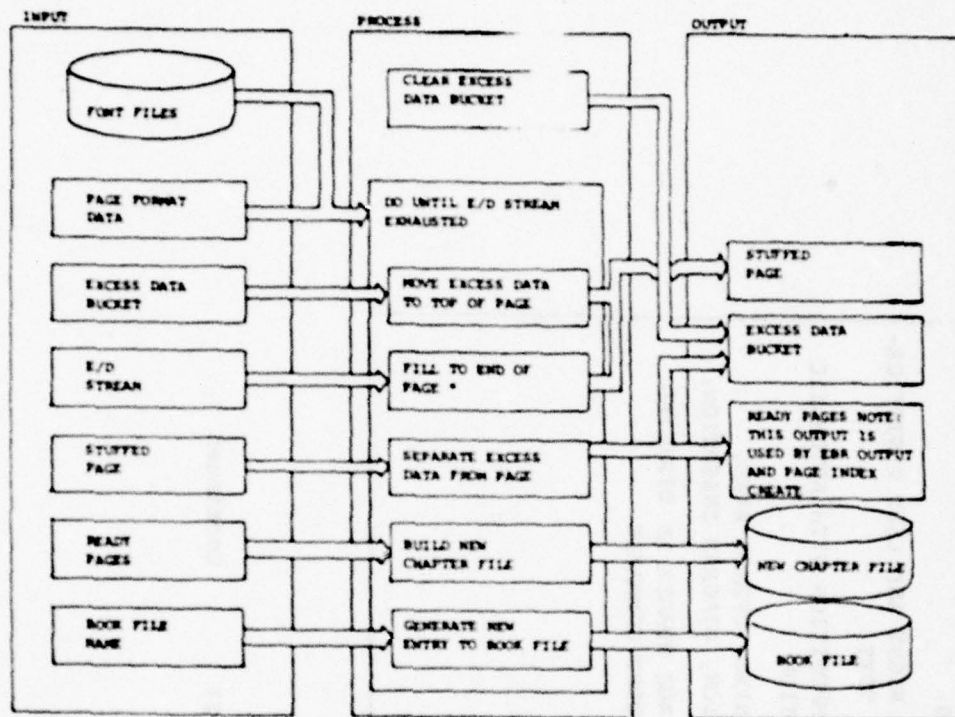 INPUT
FONT FILES
PAGE FORMAT
DATA
EXCESS DATA
BUCKET
E/D
STREAM
STUFFED
PAGE
READY
PAGES
BOOK FILE
NAME
PROCESS
CLEAR EXCESS
DATA BUCKET
DO UNTIL E/D STREAM
EXHAUSTED
MOVE EXCESS DATA
TO TOP OF PAGE
FILL TO END OF
PAGE *
SEPARATE EXCESS
DATA FROM PAGE
BUILD NEW
CHAPTER FILE
GENERATE NEW
ENTRY TO BOOK FILE
OUTPUT
STUFFED
PAGE
EXCESS DATA
BUCKET
READY PAGES NOTE:
THIS OUTPUT IS
USED BY EBR OUTPUT
AND PAGE INDEX
CREATE
NEW CHAPTER FILE
BOOK FILE